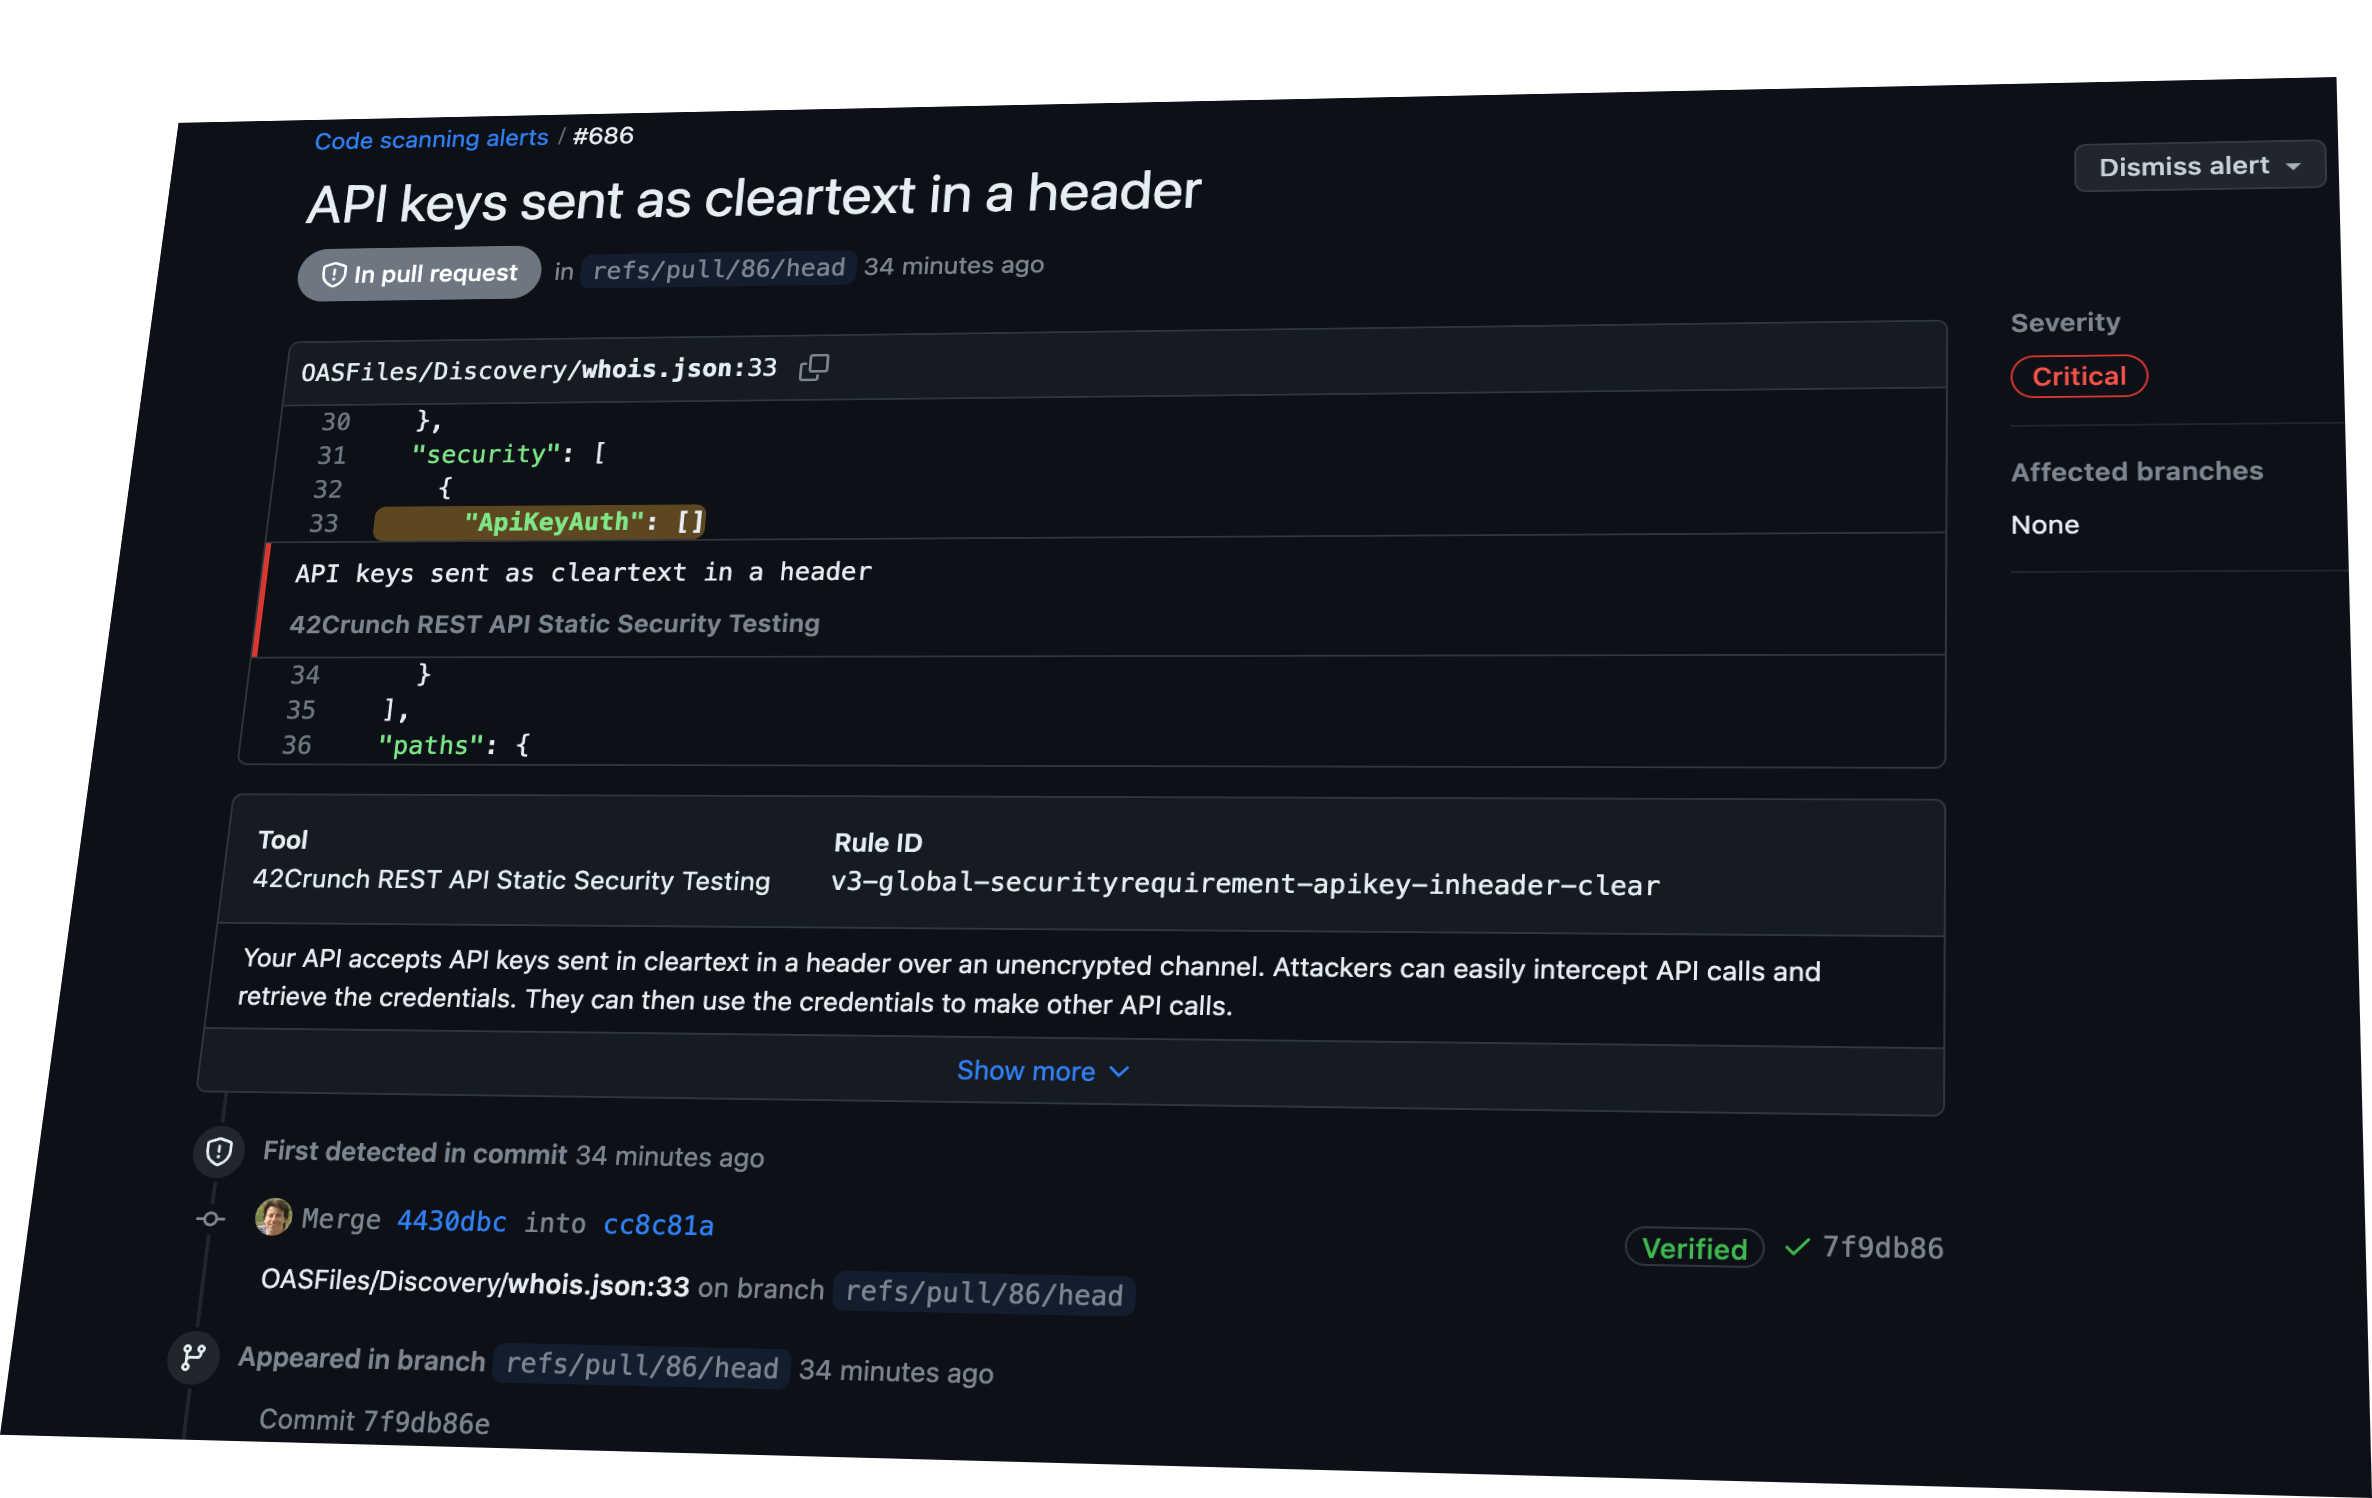 Code scanning alerts / #686
Dismiss alert
API keys sent as cleartext in a header
In pull request in refs/pull/86/head 34 minutes ago
Severity
Critical
Affected branches
None
OASFiles/Discovery/whois.json:33
30 },
31 "security": [
32 {
33 "ApiKeyAuth": []
API keys sent as cleartext in a header
42Crunch REST API Static Security Testing
34 }
35 ],
36 "paths": {
Tool
42Crunch REST API Static Security Testing
Rule ID
v3-global-securityrequirement-apikey-inheader-clear
Your API accepts API keys sent in cleartext in a header over an unencrypted channel. Attackers can easily intercept API calls and
retrieve the credentials. They can then use the credentials to make other API calls.
Show more
First detected in commit 34 minutes ago
Merge 4430dbc into cc8c81a
Verified 7f9db86
OASFiles/Discovery/whois.json:33 on branch refs/pull/86/head
Appeared in branch refs/pull/86/head 34 minutes ago
Commit 7f9db86e